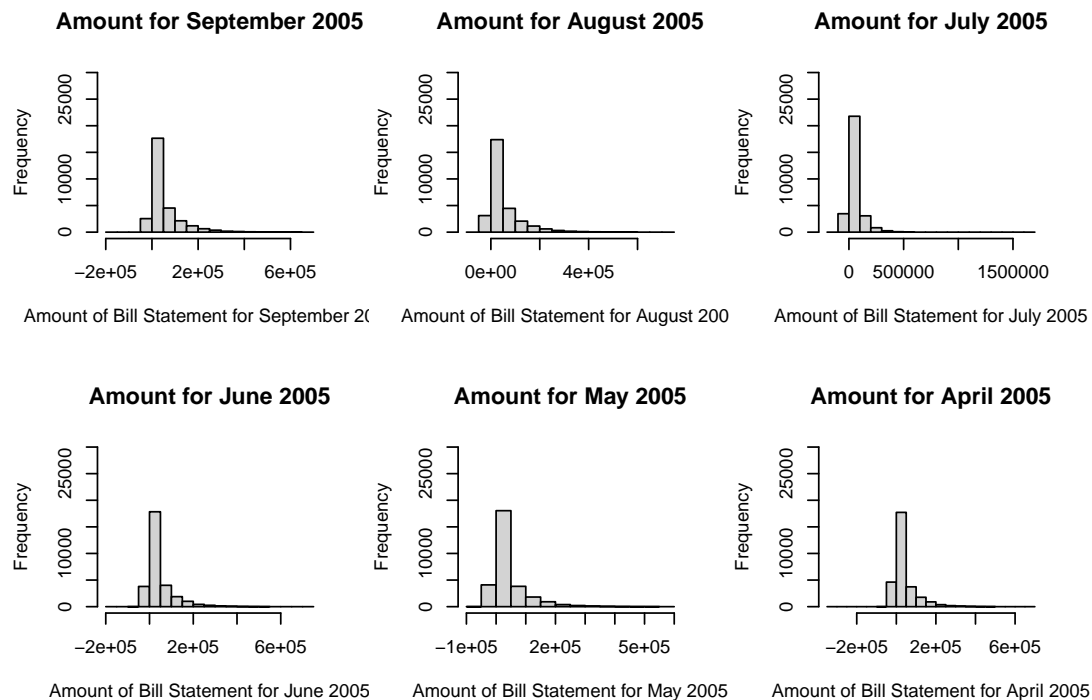 Amount for September 2005
Frequency
0 10000 25000
−2e+05 2e+05 6e+05
Amount of Bill Statement for September 20
Amount for August 2005
Frequency
0 10000 25000
0e+00 4e+05
Amount of Bill Statement for August 200
Amount for July 2005
Frequency
0 10000 25000
0 500000 1500000
Amount of Bill Statement for July 2005
Amount for June 2005
Frequency
0 10000 25000
−2e+05 2e+05 6e+05
Amount of Bill Statement for June 2005
Amount for May 2005
Frequency
0 10000 25000
−1e+05 2e+05 5e+05
Amount of Bill Statement for May 2005
Amount for April 2005
Frequency
0 10000 25000
−2e+05 2e+05 6e+05
Amount of Bill Statement for April 2005